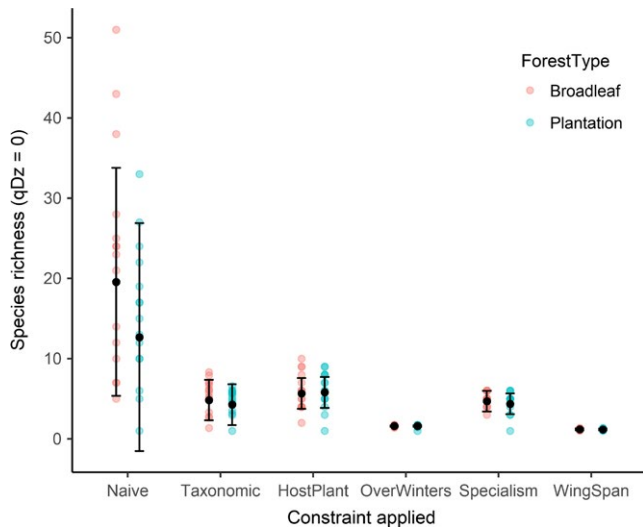 Species richness (qDz = 0)
50
40
30
20
10
0
ForestType
Broadleaf
Plantation
Naive
Taxonomic
HostPlant
OverWinters
Specialism
WingSpan
Constraint applied